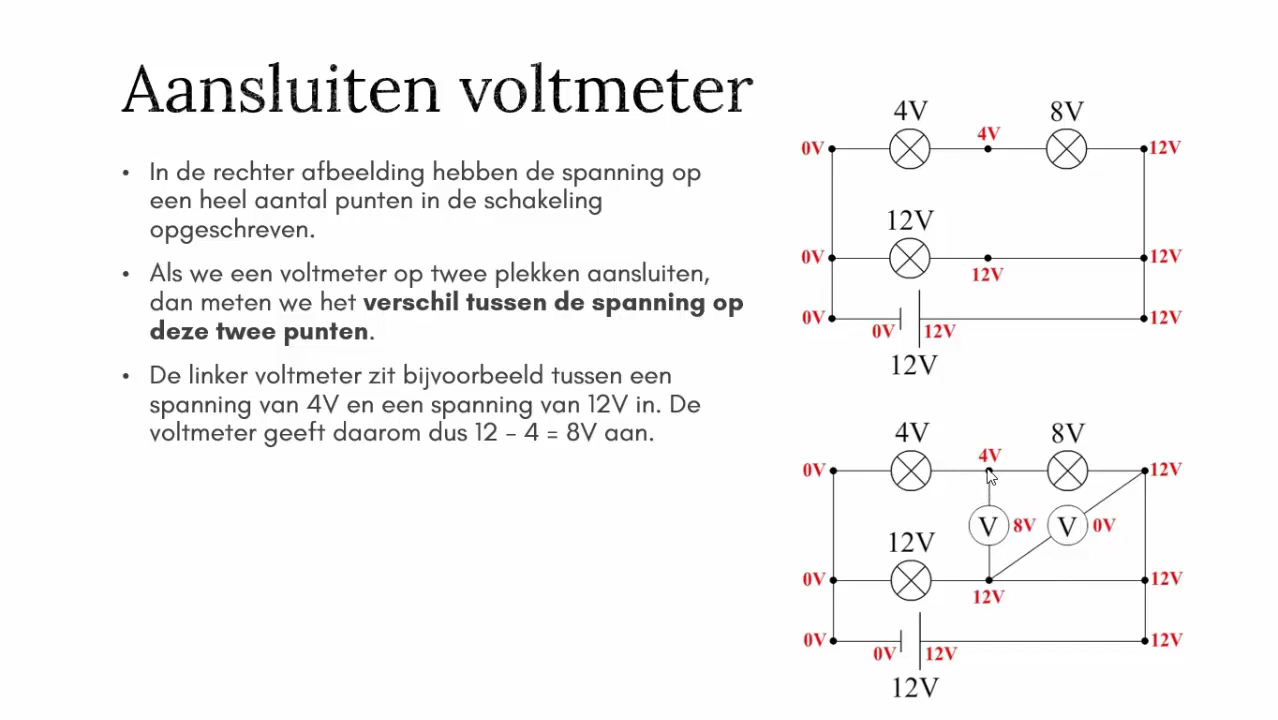 Aansluiten voltmeter
• In de rechter afbeelding hebben de spanning op
een heel aantal punten in de schakeling
opgeschreven.
• Als we een voltmeter op twee plekken aansluiten,
dan meten we het verschil tussen de spanning op
deze twee punten.
• De linker voltmeter zit bijvoorbeeld tussen een
spanning van 4V en een spanning van 12V in. De
voltmeter geeft daarom dus 12 – 4 = 8V aan.
4V 8V
0V 4V 12V
12V
0V 12V 12V
0V 0V 12V 12V
12V
4V 8V
0V 4V 12V
V 8V V 0V
12V
0V 12V 12V
0V 0V 12V 12V
12V